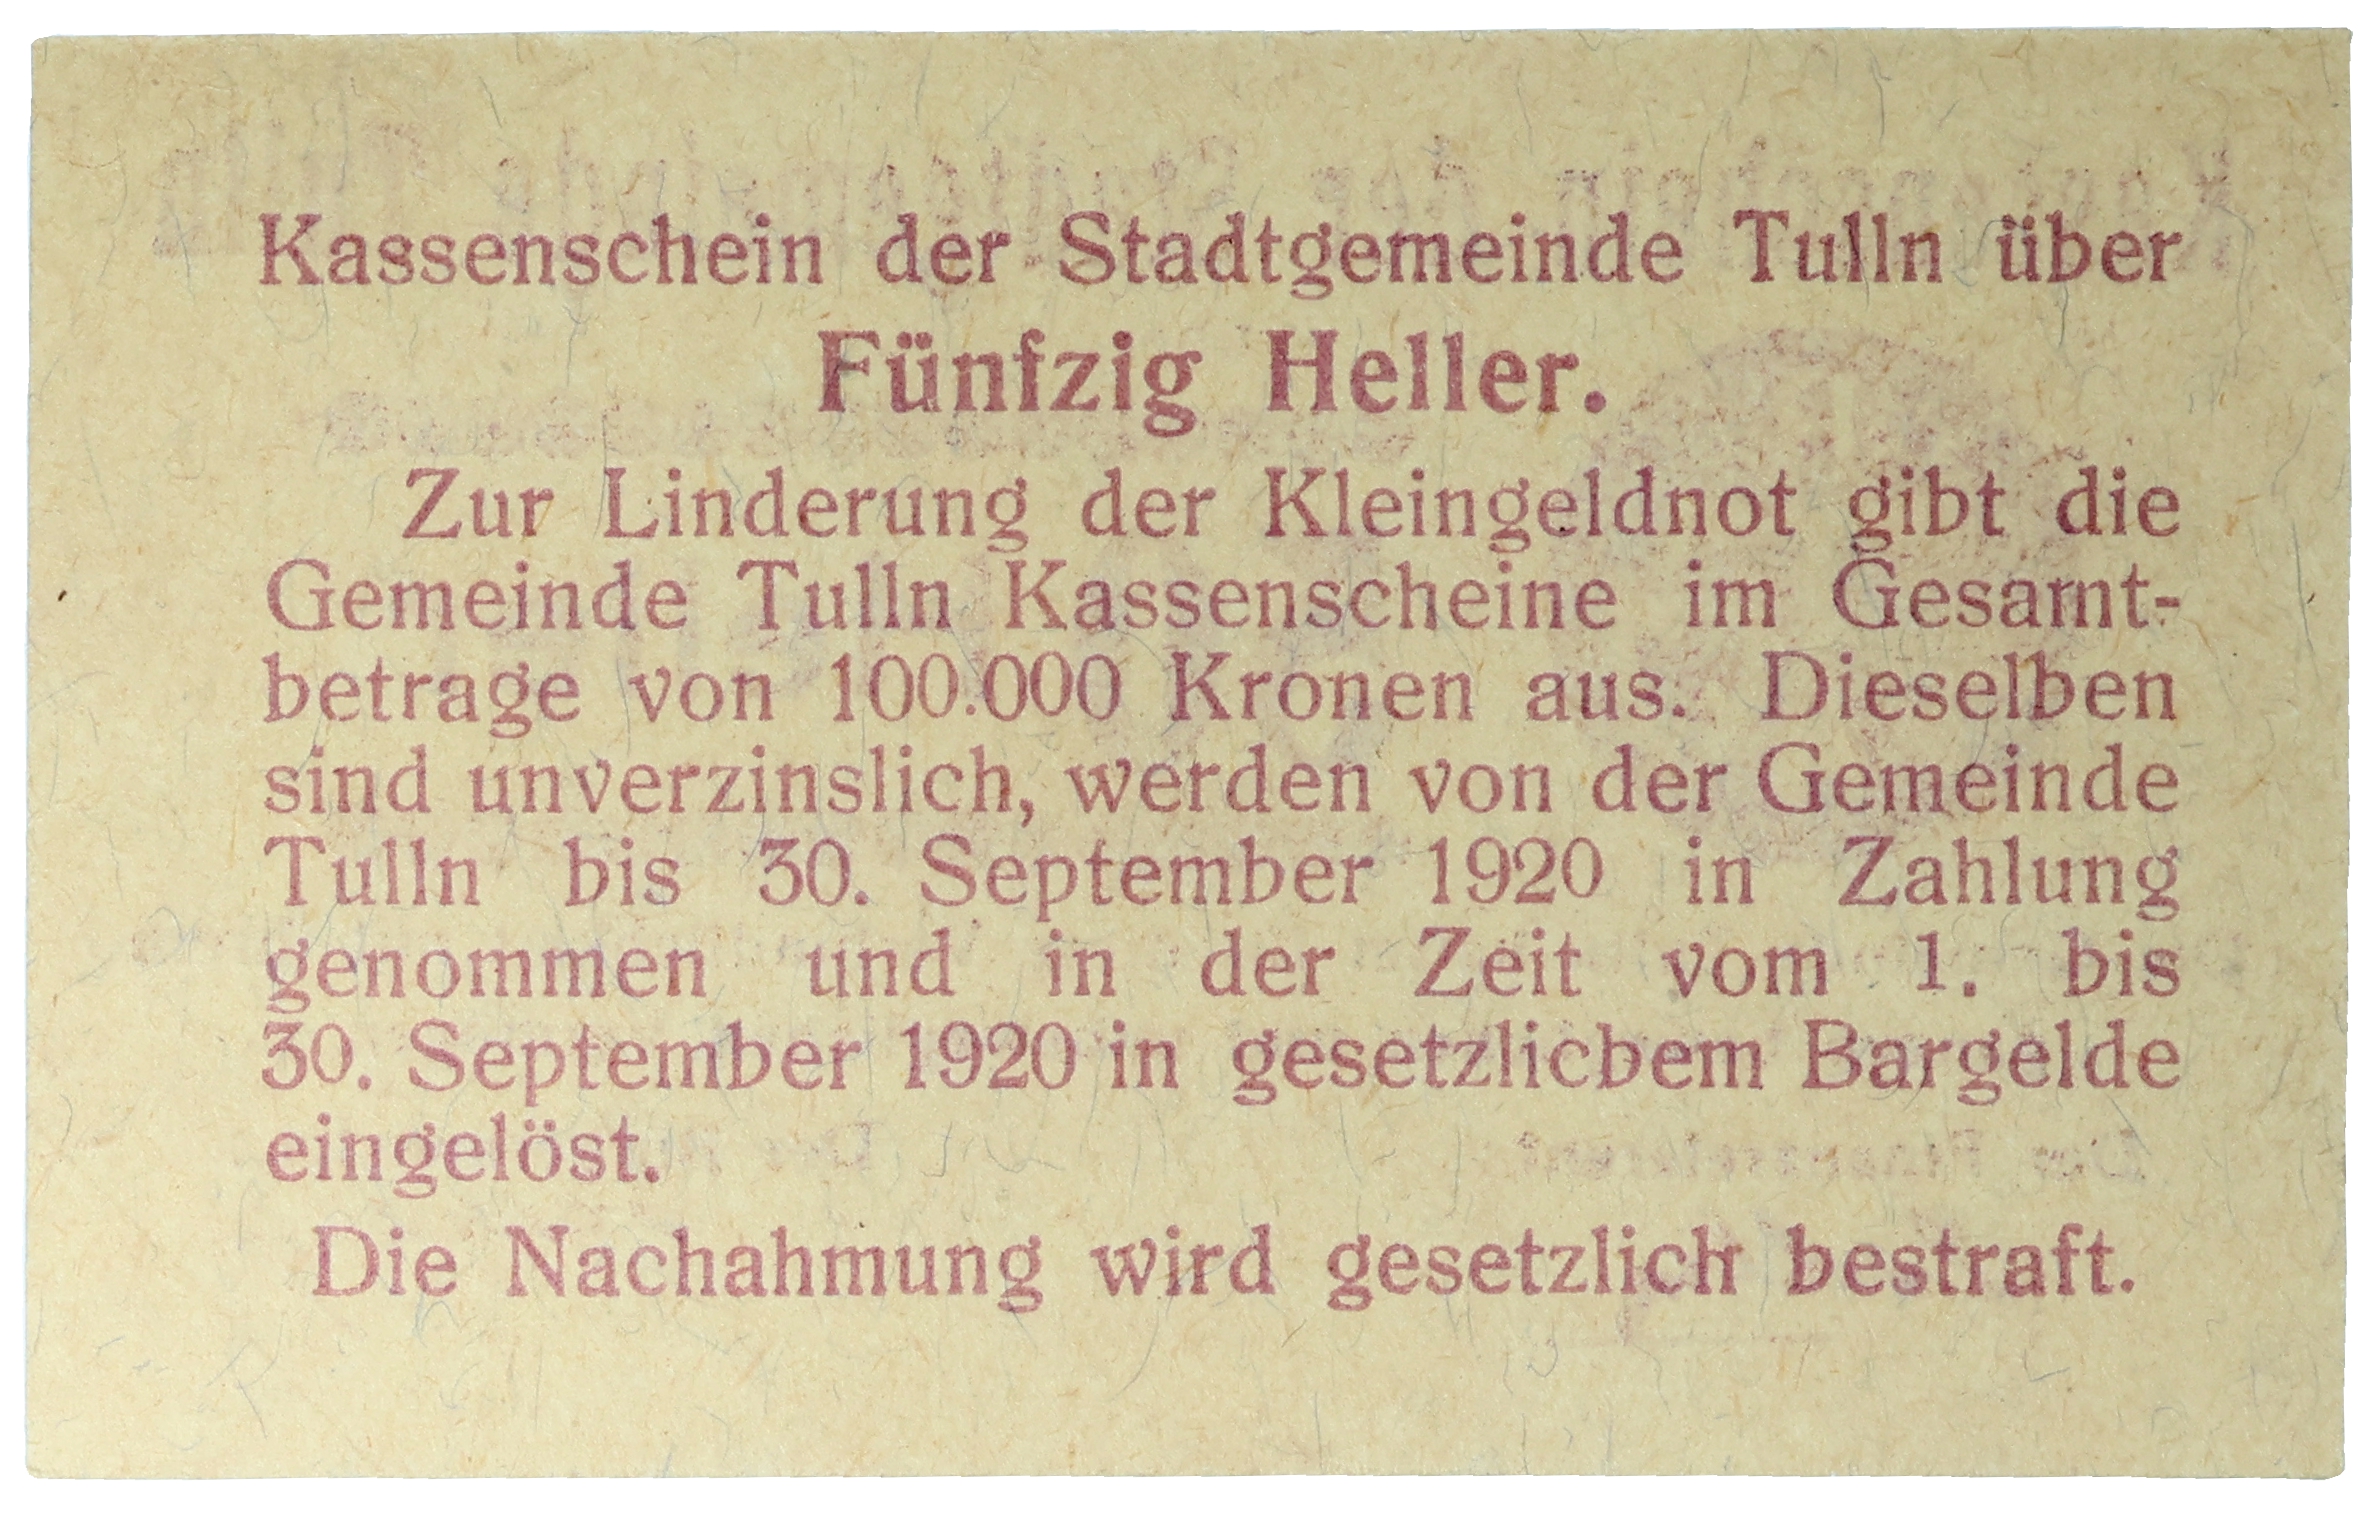 Kassenschein der Stadtgemeinde Tulln über
Fünfzig Heller.
Zur Linderung der Kleingeldnot gibt die
Gemeinde Tulln Kassenscheine im Gesamt-
betrage von 100.000 Kronen aus. Dieselben
sind unverzinslich, werden von der Gemeinde
Tulln bis 30. September 1920 in Zahlung
genommen und in der Zeit vom 1. bis
30. September 1920 in gesetzlicbem Bargelde
eingelöst.
Die Nachahmung wird gesetzlich bestraft.